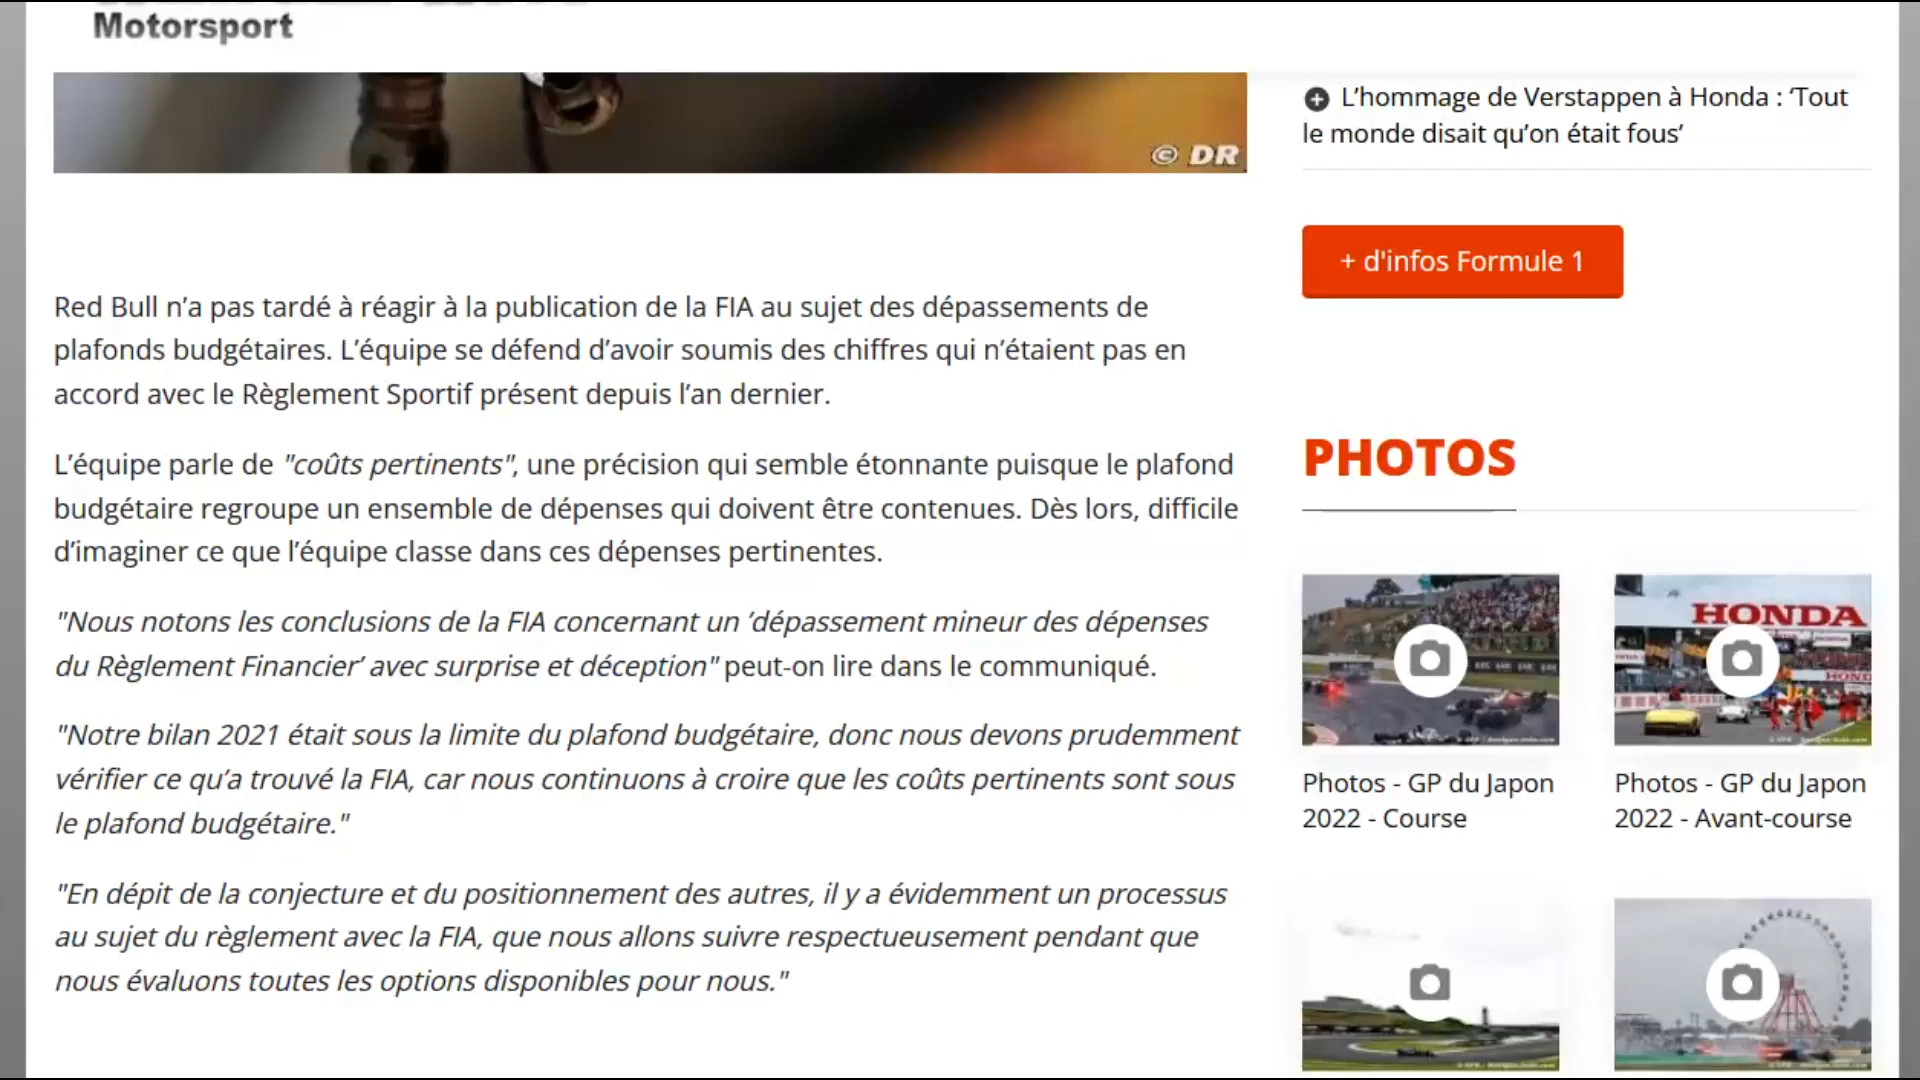 Motorsport
© DR
Red Bull n’a pas tardé à réagir à la publication de la FIA au sujet des dépassements de
plafonds budgétaires. L’équipe se défend d’avoir soumis des chiffres qui n’étaient pas en
accord avec le Règlement Sportif présent depuis l’an dernier.
L’équipe parle de "coûts pertinents", une précision qui semble étonnante puisque le plafond
budgétaire regroupe un ensemble de dépenses qui doivent être contenues. Dès lors, difficile
d’imaginer ce que l’équipe classe dans ces dépenses pertinentes.
"Nous notons les conclusions de la FIA concernant un ’dépassement mineur des dépenses
du Règlement Financier’ avec surprise et déception" peut-on lire dans le communiqué.
"Notre bilan 2021 était sous la limite du plafond budgétaire, donc nous devons prudemment
vérifier ce qu’a trouvé la FIA, car nous continuons à croire que les coûts pertinents sont sous
le plafond budgétaire."
"En dépit de la conjecture et du positionnement des autres, il y a évidemment un processus
au sujet du règlement avec la FIA, que nous allons suivre respectueusement pendant que
nous évaluons toutes les options disponibles pour nous."
L’hommage de Verstappen à Honda : ‘Tout
le monde disait qu’on était fous’
+ d'infos Formule 1
PHOTOS
HONDA
Photos - GP du Japon
2022 - Course
Photos - GP du Japon
2022 - Avant-course